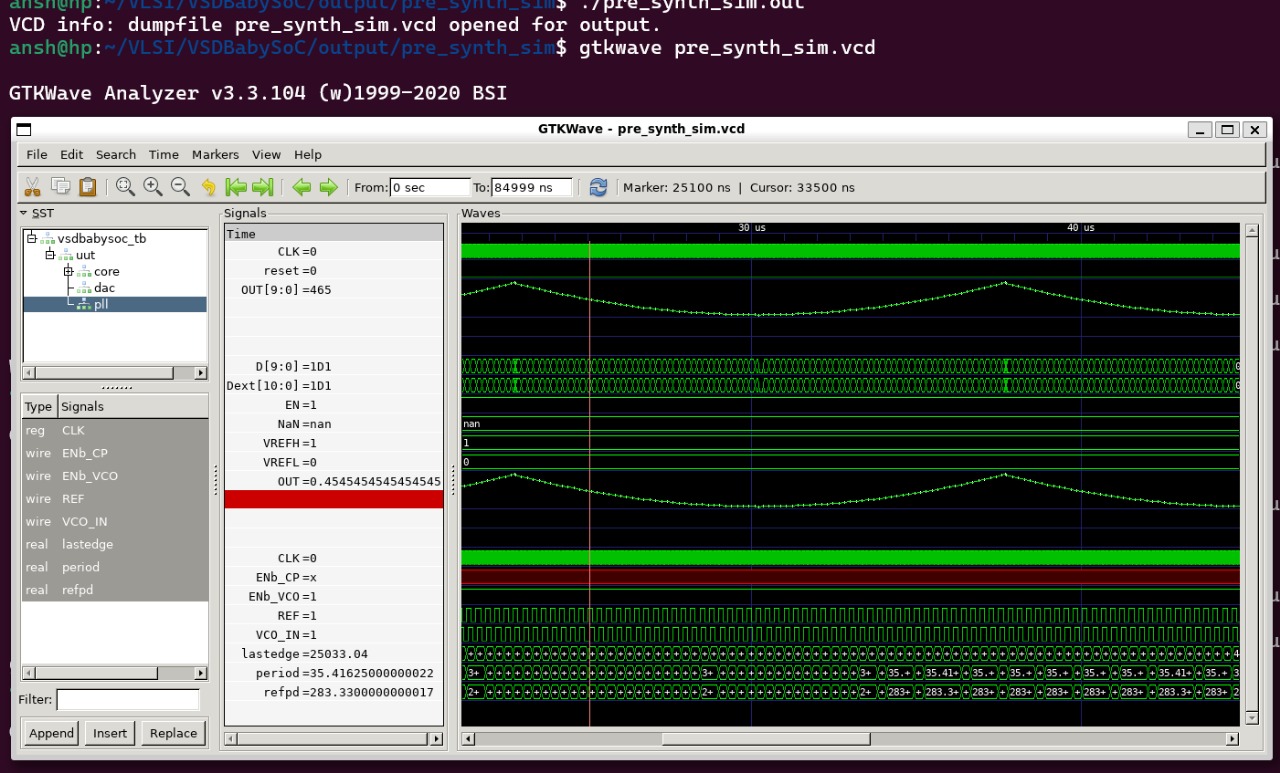 ansh@hp:~/VLSI/VSDBabySoC/output/pre_synth_sim$ ./pre_synth_sim.out
VCD info: dumpfile pre_synth_sim.vcd opened for output.
ansh@hp:~/VLSI/VSDBabySoC/output/pre_synth_sim$ gtkwave pre_synth_sim.vcd
GTKWave Analyzer v3.3.104 (w)1999-2020 BSI
GTKWave - pre_synth_sim.vcd
File Edit Search Time Markers View Help
From: 0 sec To: 84999 ns Marker: 25100 ns | Cursor: 33500 ns
SST
vsdbabysoc_tb
uut
core
dac
pll
Type Signals
reg CLK
wire ENb_CP
wire ENb_VCO
wire REF
wire VCO_IN
real lastedge
real period
real refpd
Filter:
Append Insert Replace
Signals
Time
CLK=0
reset=0
OUT[9:0]=465
D[9:0]=1D1
Dext[10:0]=1D1
EN=1
NaN=nan
VREFH=1
VREFL=0
OUT=0.4545454545454545
CLK=0
ENb_CP=x
ENb_VCO=1
REF=1
VCO_IN=1
lastedge=25033.04
period=35.41625000000022
refpd=283.3300000000017
Waves
30 us 40 us
nan
1
0
3+ 3+ 3+ 35.+ 35.41+ 35.+ 35.+ 35.+ 35.+ 35.41+ 35.+ 3
2+ 2+ 2+ 283+ 283.3+ 283+ 283+ 283+ 283+ 283.3+ 283+ 2